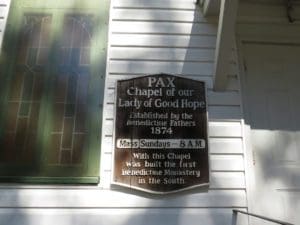 PAX
Chapel of our
Lady of Good Hope
Established by the
Benedictine Fathers
1874
Mass Sundays - 8 A M
With this Chapel
was built the first
Benedictine Monastery
in the South